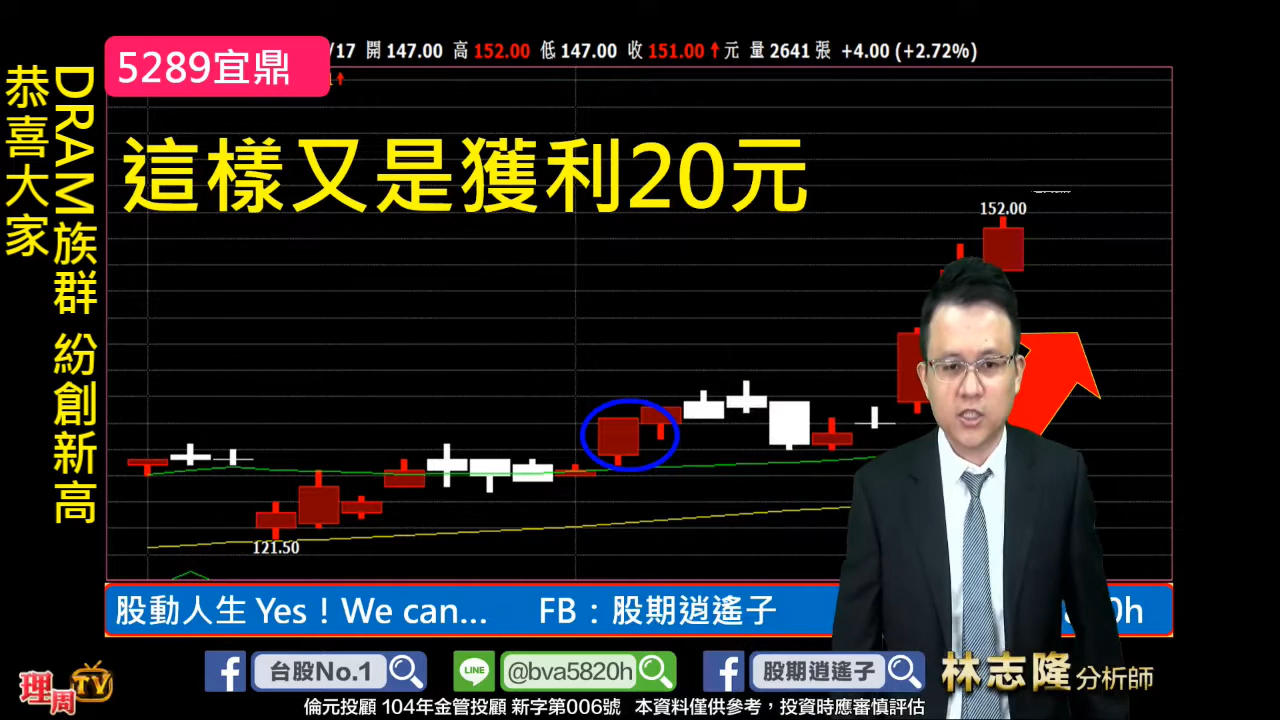 5289宜鼎
/17 開 147.00 高 152.00 低 147.00 收 151.00↑元 量 2641 張 +4.00 (+2.72%)
恭喜大家
DRAM族群 紛創新高
這樣又是獲利20元
152.00
121.50
股動人生 Yes！We can... FB：股期逍遙子
0h
理周TV
台股No.1
LINE
@bva5820h
股期逍遙子
林志隆 分析師
倫元投顧 104年金管投顧 新字第006號 本資料僅供參考，投資時應審慎評估